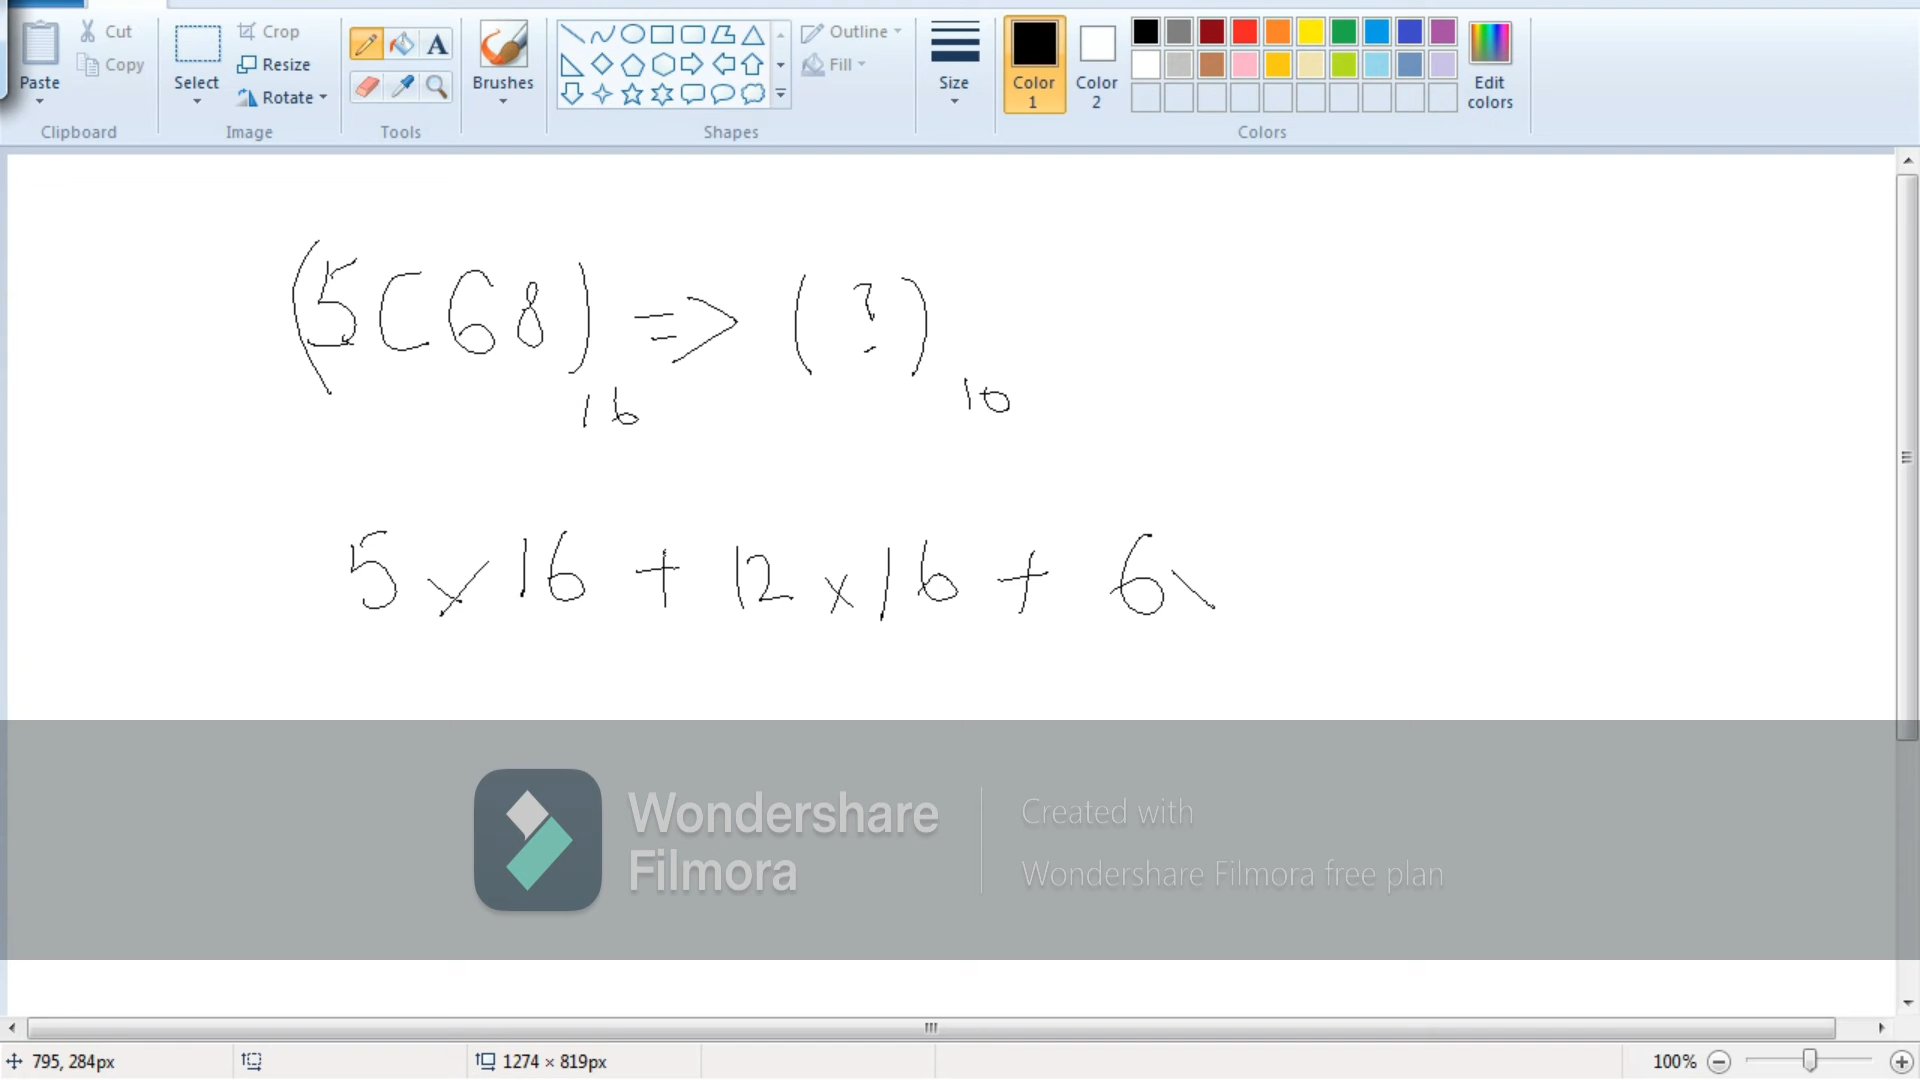 Cut
Crop
Outline
Copy
Resize
Fill
Paste
Select
Rotate
A
Brushes
Size
Color
1
Color
2
Edit
colors
Clipboard
Image
Tools
Shapes
Colors
(5C68)16 => (?)10
5 x 16 + 12 x 16 + 6
Wondershare
Filmora
Created with
Wondershare Filmora free plan
795, 284px
1274 × 819px
100%